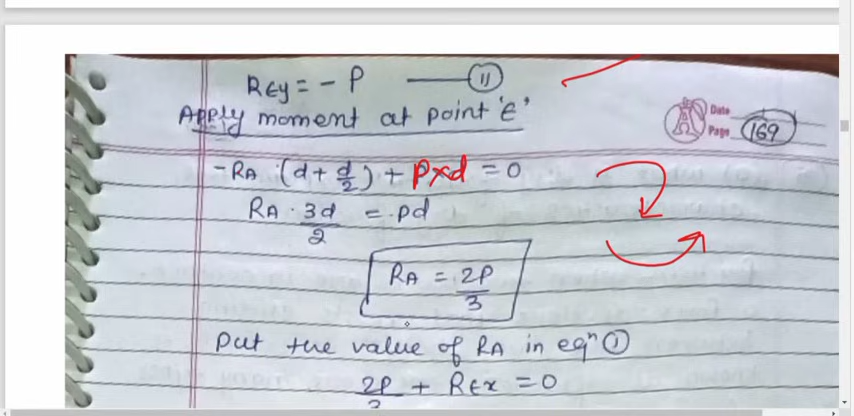 REy = - P ——— (11)
Apply moment at point 'E'
Date
Page 169
-RA . (d + d/2) + P×d = 0
RA . 3d/2 = Pd
RA = 2P/3
Put the value of RA in eqn (1)
2P/3 + REx = 0